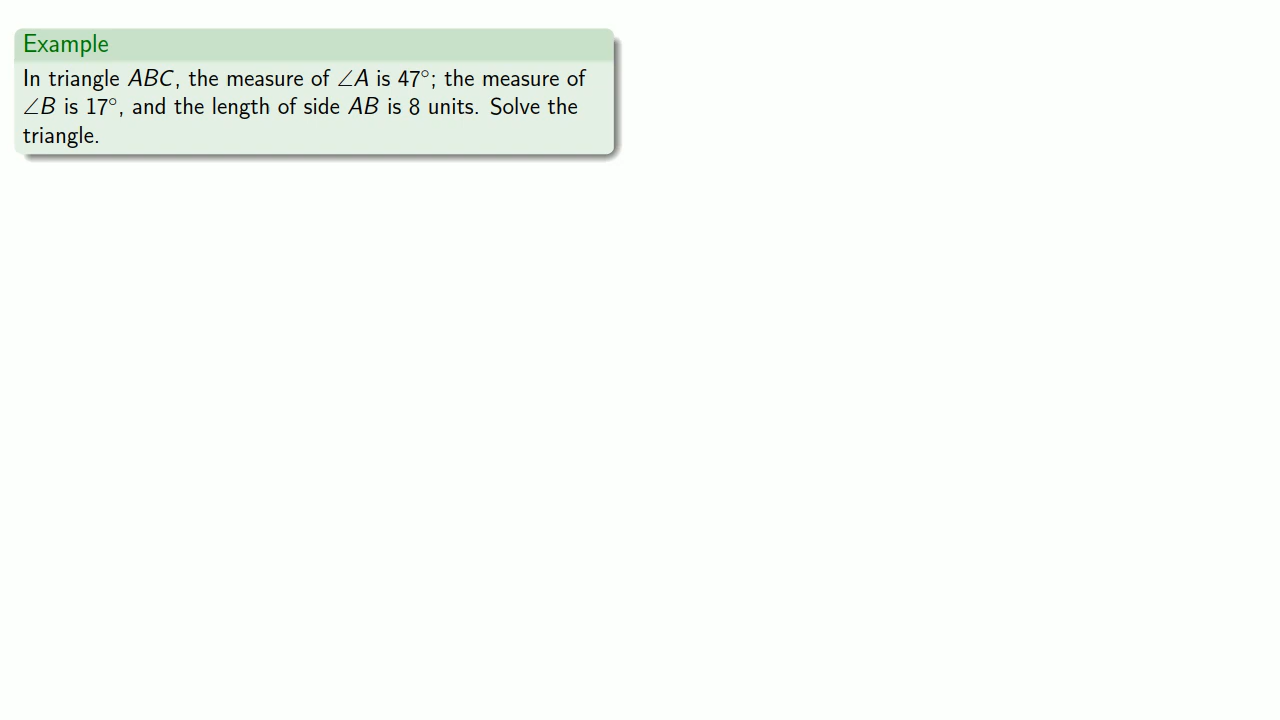 Example
In triangle ABC, the measure of ∠A is 47°; the measure of
∠B is 17°, and the length of side AB is 8 units. Solve the
triangle.